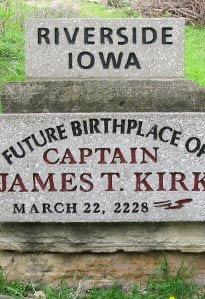 RIVERSIDE
IOWA
FUTURE BIRTHPLACE OF
CAPTAIN
JAMES T. KIRK
MARCH 22, 2228